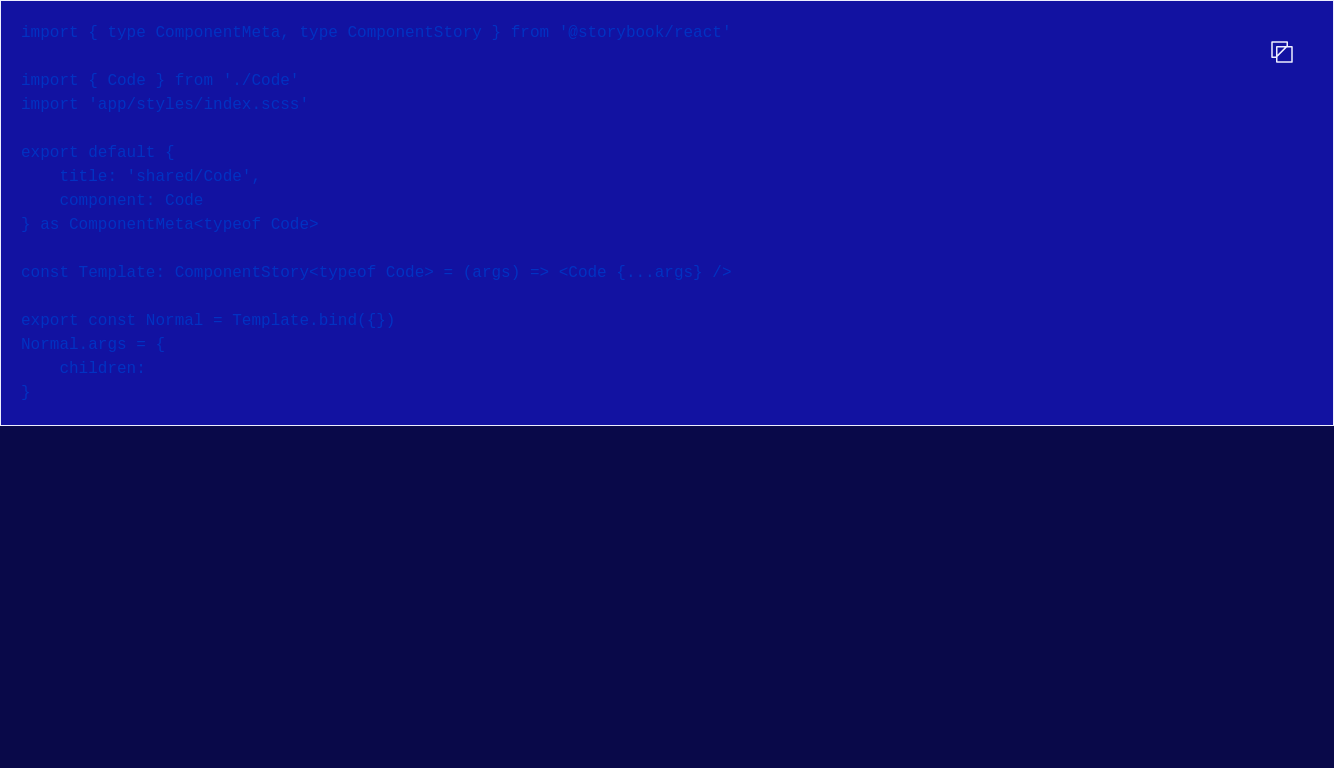 import { type ComponentMeta, type ComponentStory } from '@storybook/react'
import { Code } from './Code'
import 'app/styles/index.scss'
export default {
    title: 'shared/Code',
    component: Code
} as ComponentMeta<typeof Code>
const Template: ComponentStory<typeof Code> = (args) => <Code {...args} />
export const Normal = Template.bind({})
Normal.args = {
    children:
}